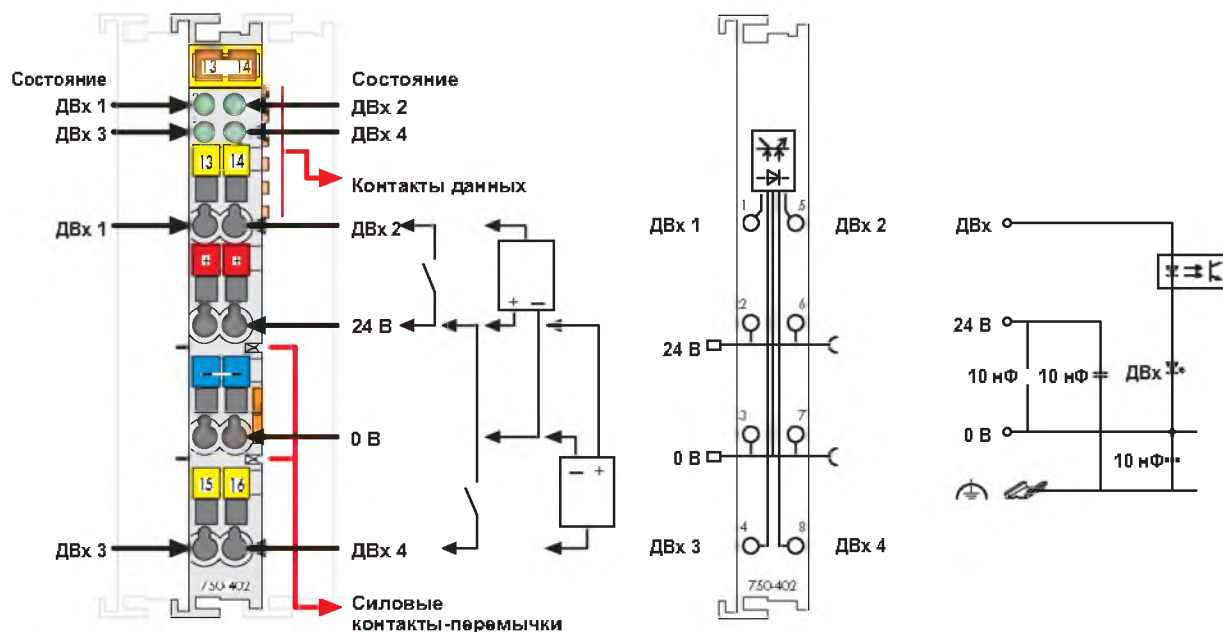 13 14
Состояние
ДВх 1
ДВх 3
Состояние
ДВх 2
ДВх 4
13 14
Контакты данных
ДВх 1
ДВх 2
+ −
24 В
0 В
− +
15 16
ДВх 3
ДВх 4
750-402
Силовые
контакты-перемычки
ДВх 1
1
5
ДВх 2
2
6
24 В
3
7
0 В
ДВх 3
4
8
ДВх 4
750-402
ДВх
24 В
10 нФ
10 нФ
ДВх
0 В
10 нФ